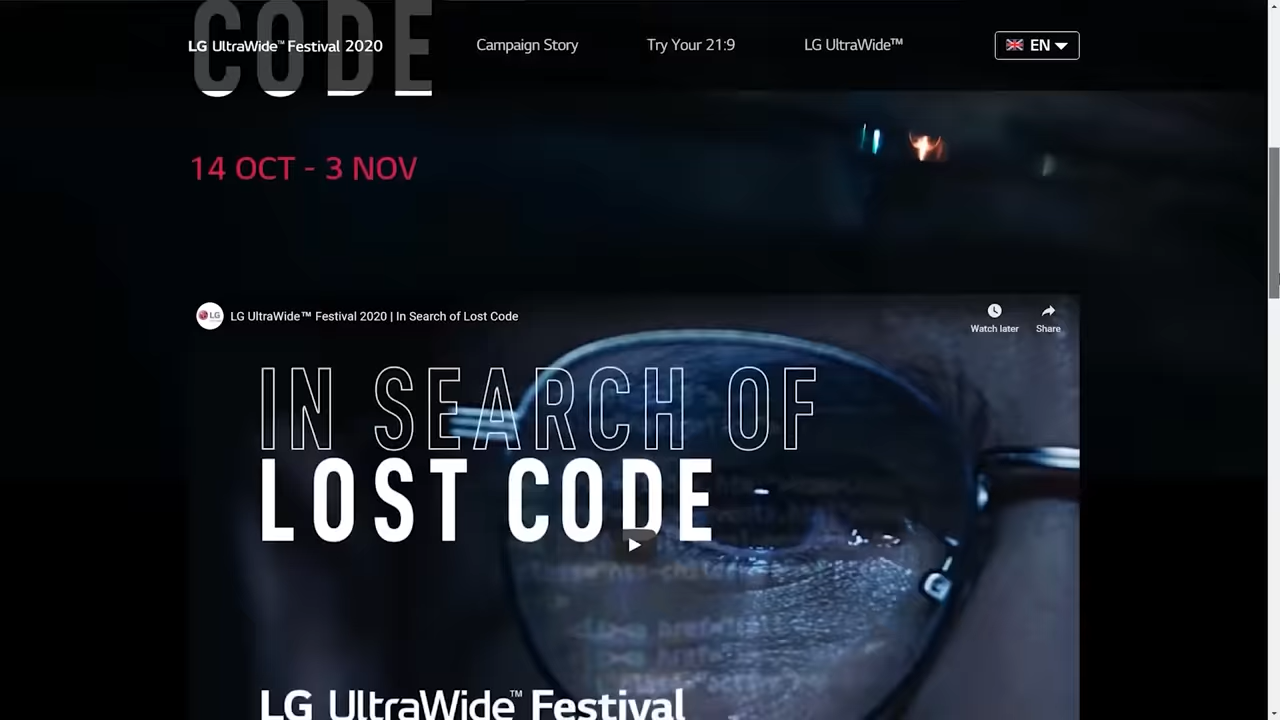 CODE
LG UltraWide™ Festival 2020
Campaign Story
Try Your 21:9
LG UltraWide™
EN
14 OCT - 3 NOV
LG
LG UltraWide™ Festival 2020 | In Search of Lost Code
Watch later
Share
IN SEARCH OF
LOST CODE
LG UltraWide™ Festival